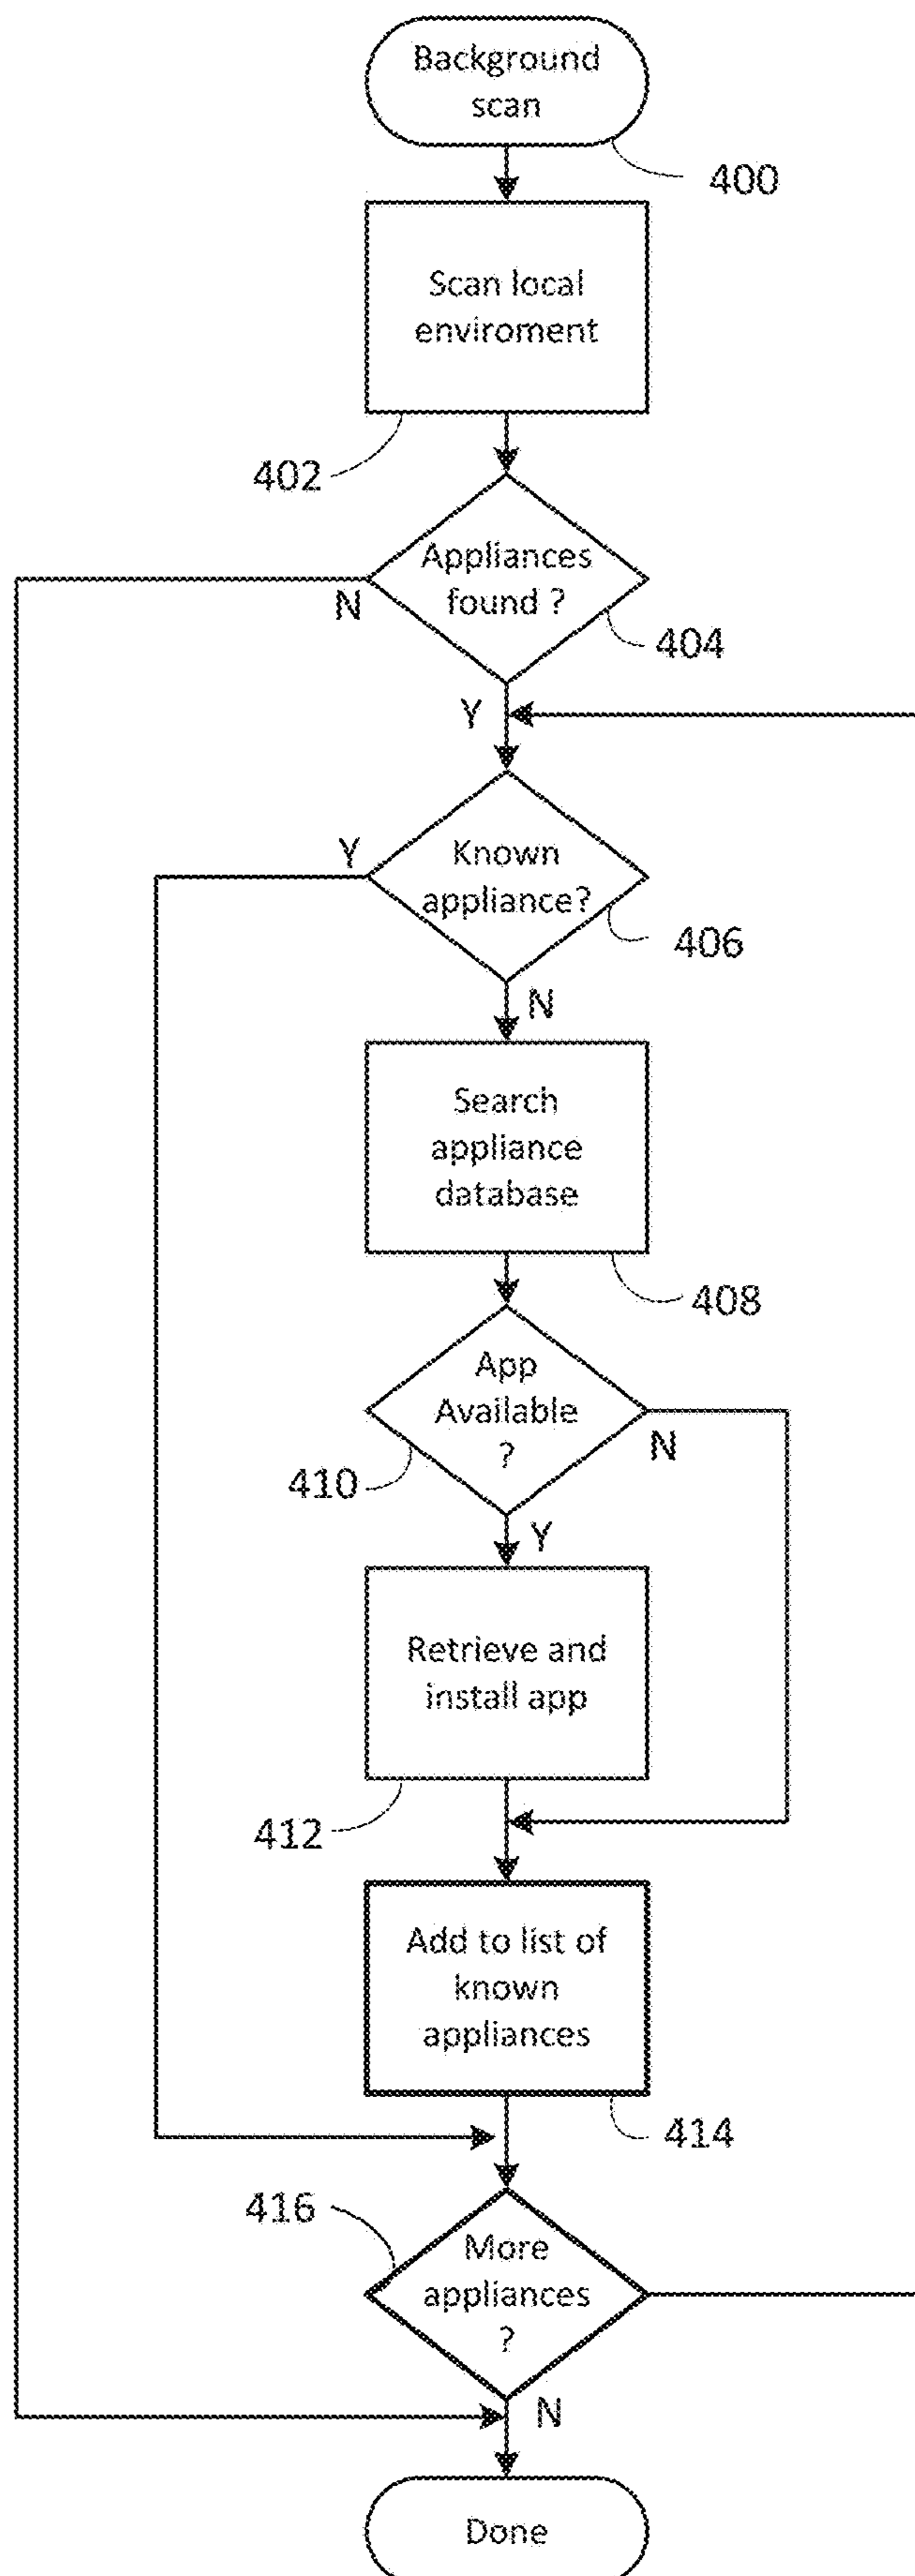 Background
scan
400
Scan local
enviroment
402
Appliances
found ?
N
404
Y
Y
Known
appliance?
406
N
Search
appliance
database
408
App
Available
?
N
410
Y
Retrieve and
install app
412
Add to list of
known
appliances
414
416
More
appliances
?
N
Done